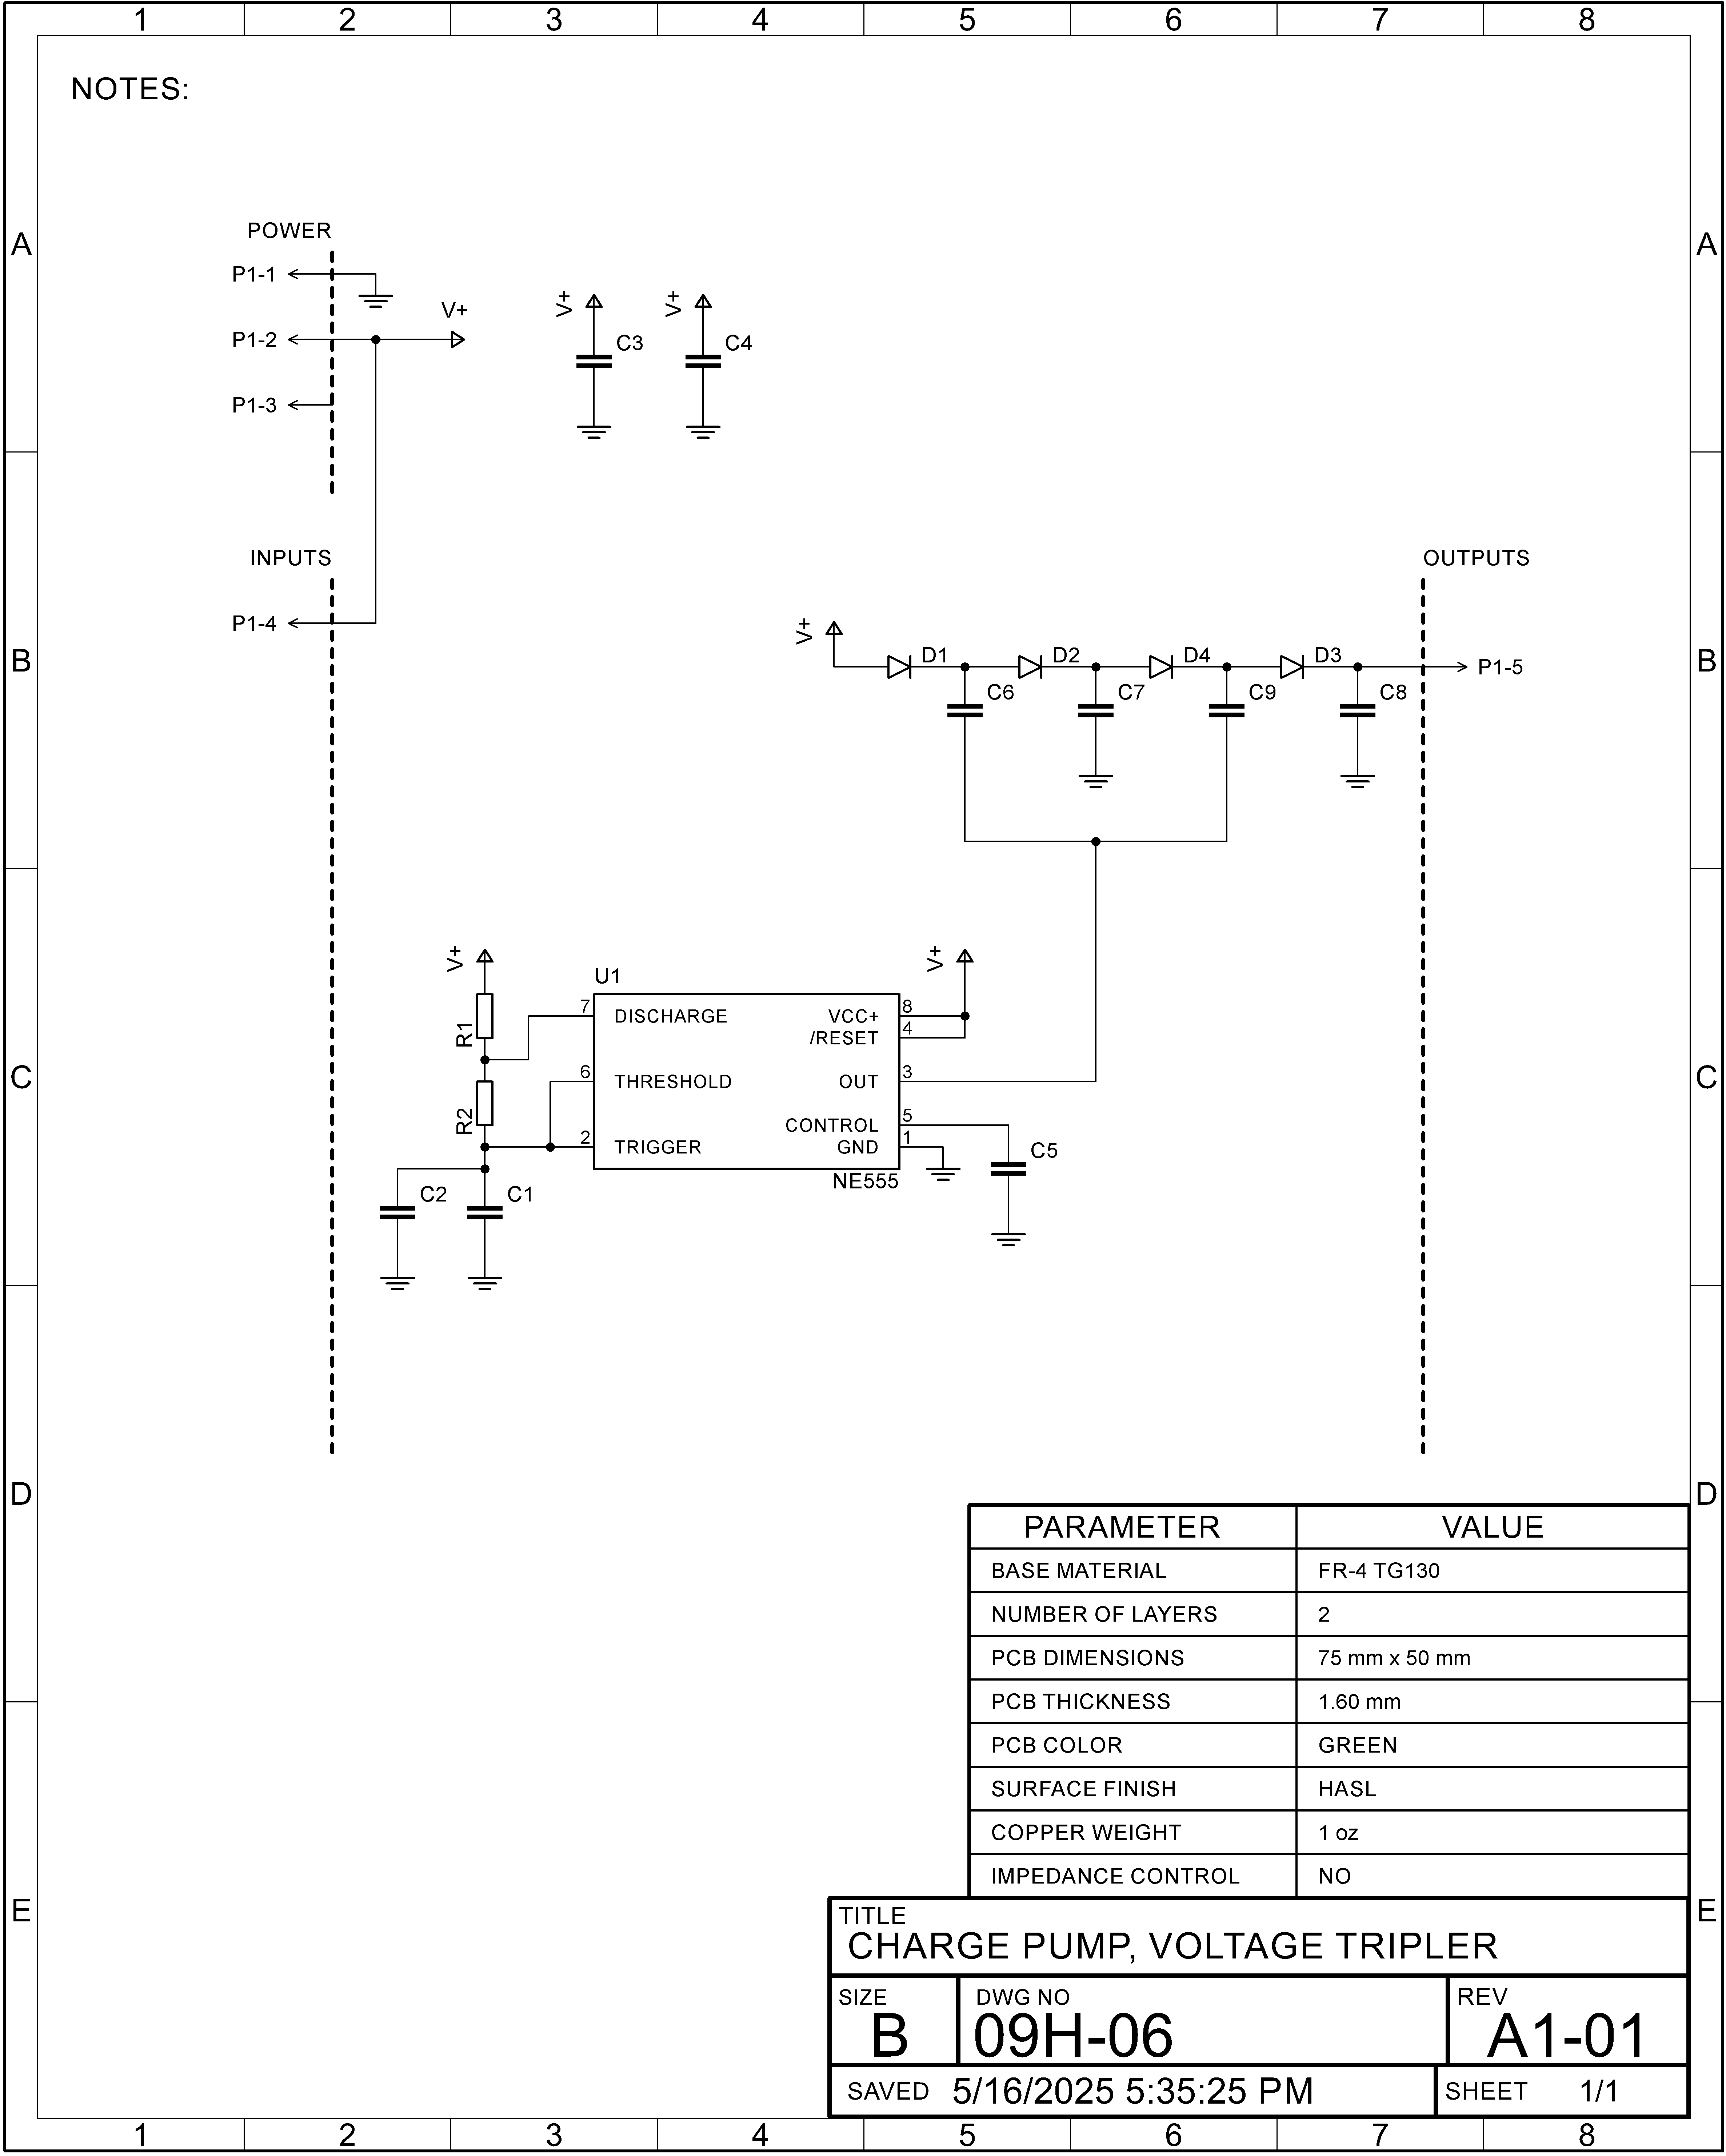 1 2 3 4 5 6 7 8
NOTES:
A
A
POWER
P1-1
V+
P1-2
P1-3
V+
C3
V+
C4
INPUTS
P1-4
OUTPUTS
B
B
V+
D1
D2
D4
D3
P1-5
C6
C7
C9
C8
C
C
V+
R1
R2
C2
C1
U1
7 DISCHARGE
6 THRESHOLD
2 TRIGGER
VCC+ 8
/RESET 4
OUT 3
CONTROL 5
GND 1
NE555
V+
C5
D
D
PARAMETER VALUE
BASE MATERIAL FR-4 TG130
NUMBER OF LAYERS 2
PCB DIMENSIONS 75 mm x 50 mm
PCB THICKNESS 1.60 mm
PCB COLOR GREEN
SURFACE FINISH HASL
COPPER WEIGHT 1 oz
IMPEDANCE CONTROL NO
E
E
TITLE
CHARGE PUMP, VOLTAGE TRIPLER
SIZE
B
DWG NO
09H-06
REV
A1-01
SAVED 5/16/2025 5:35:25 PM
SHEET 1/1
1 2 3 4 5 6 7 8